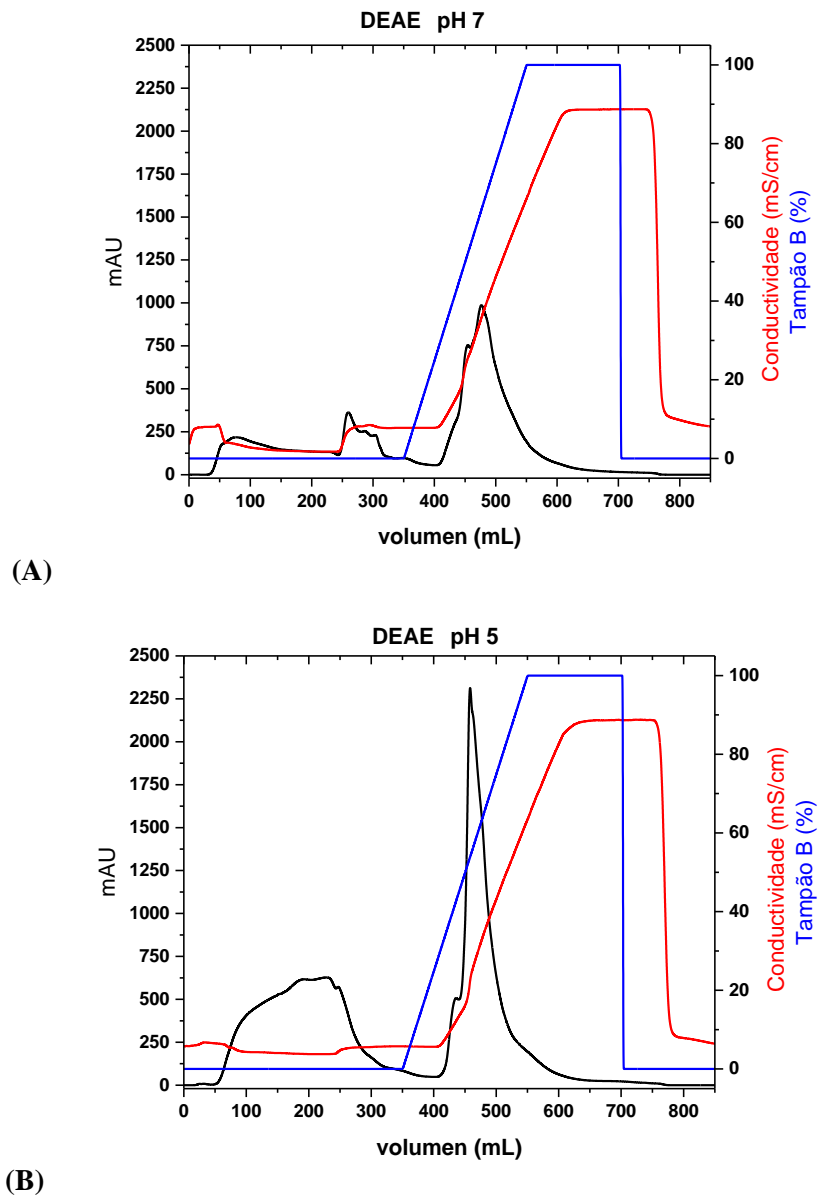 DEAE pH 7
2500
2250
2000
1750
1500
1250
1000
750
500
250
0
mAU
0 100 200 300 400 500 600 700 800
volumen (mL)
100
80
60
40
20
0
Conductividade (mS/cm)
Tampão B (%)
(A)
DEAE pH 5
2500
2250
2000
1750
1500
1250
1000
750
500
250
0
mAU
0 100 200 300 400 500 600 700 800
volumen (mL)
100
80
60
40
20
0
Conductividade (mS/cm)
Tampão B (%)
(B)